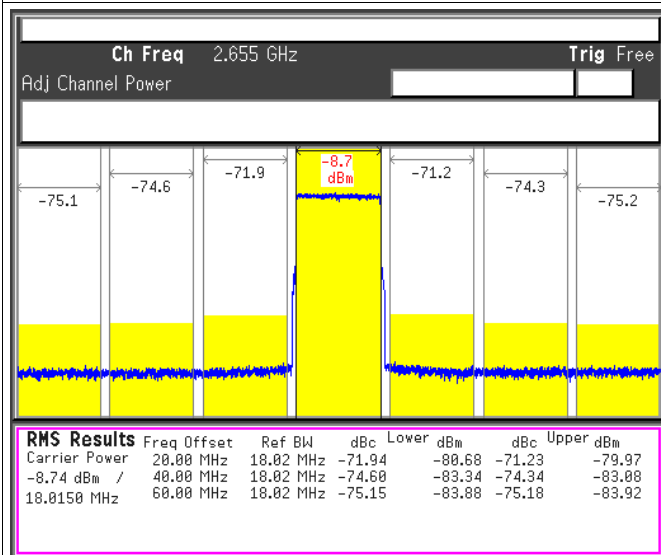 Ch Freq 2.655 GHz Trig Free
Adj Channel Power
-8.7
dBm
-71.9 -71.2
-74.6 -74.3
-75.1 -75.2
RMS Results Freq Offset Ref BW dBc Lower dBm dBc Upper dBm
Carrier Power 20.00 MHz 18.02 MHz -71.94 -80.68 -71.23 -79.97
-8.74 dBm / 40.00 MHz 18.02 MHz -74.60 -83.34 -74.34 -83.08
18.0150 MHz 60.00 MHz 18.02 MHz -75.15 -83.88 -75.18 -83.92